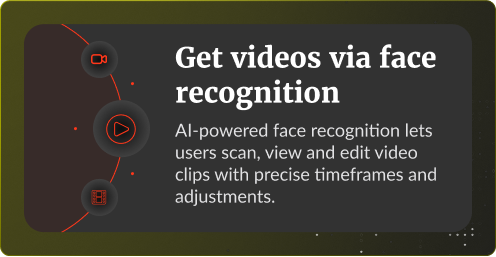 Get videos via face
recognition
AI-powered face recognition lets
users scan, view and edit video
clips with precise timeframes and
adjustments.